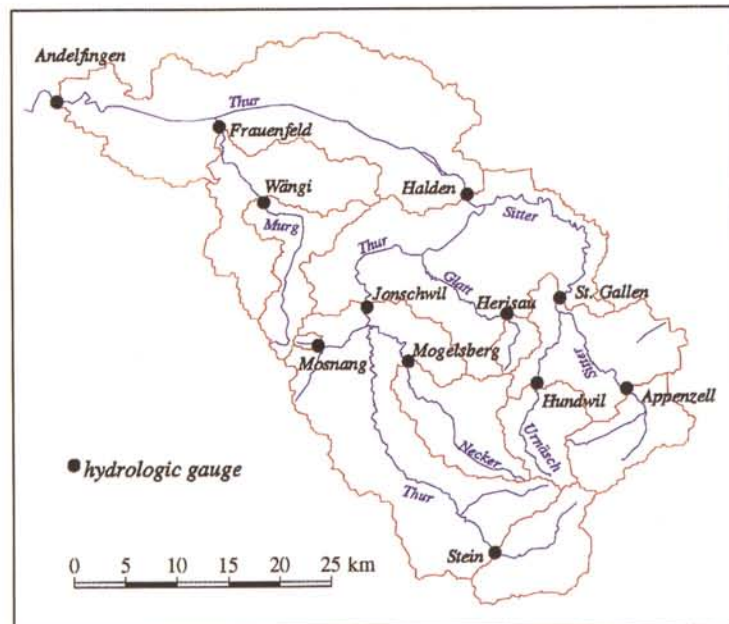 Andelfingen
Thur
Frauenfeld
Wängi
Halden
Murg
Sitter
Thur
Glatt
Jonschwil
Herisau
St. Gallen
Mosnang
Mogelsberg
Sitter
Hundwil
Appenzell
Necker
Urnäsch
hydrologic gauge
Thur
Stein
0 5 10 15 20 25 km